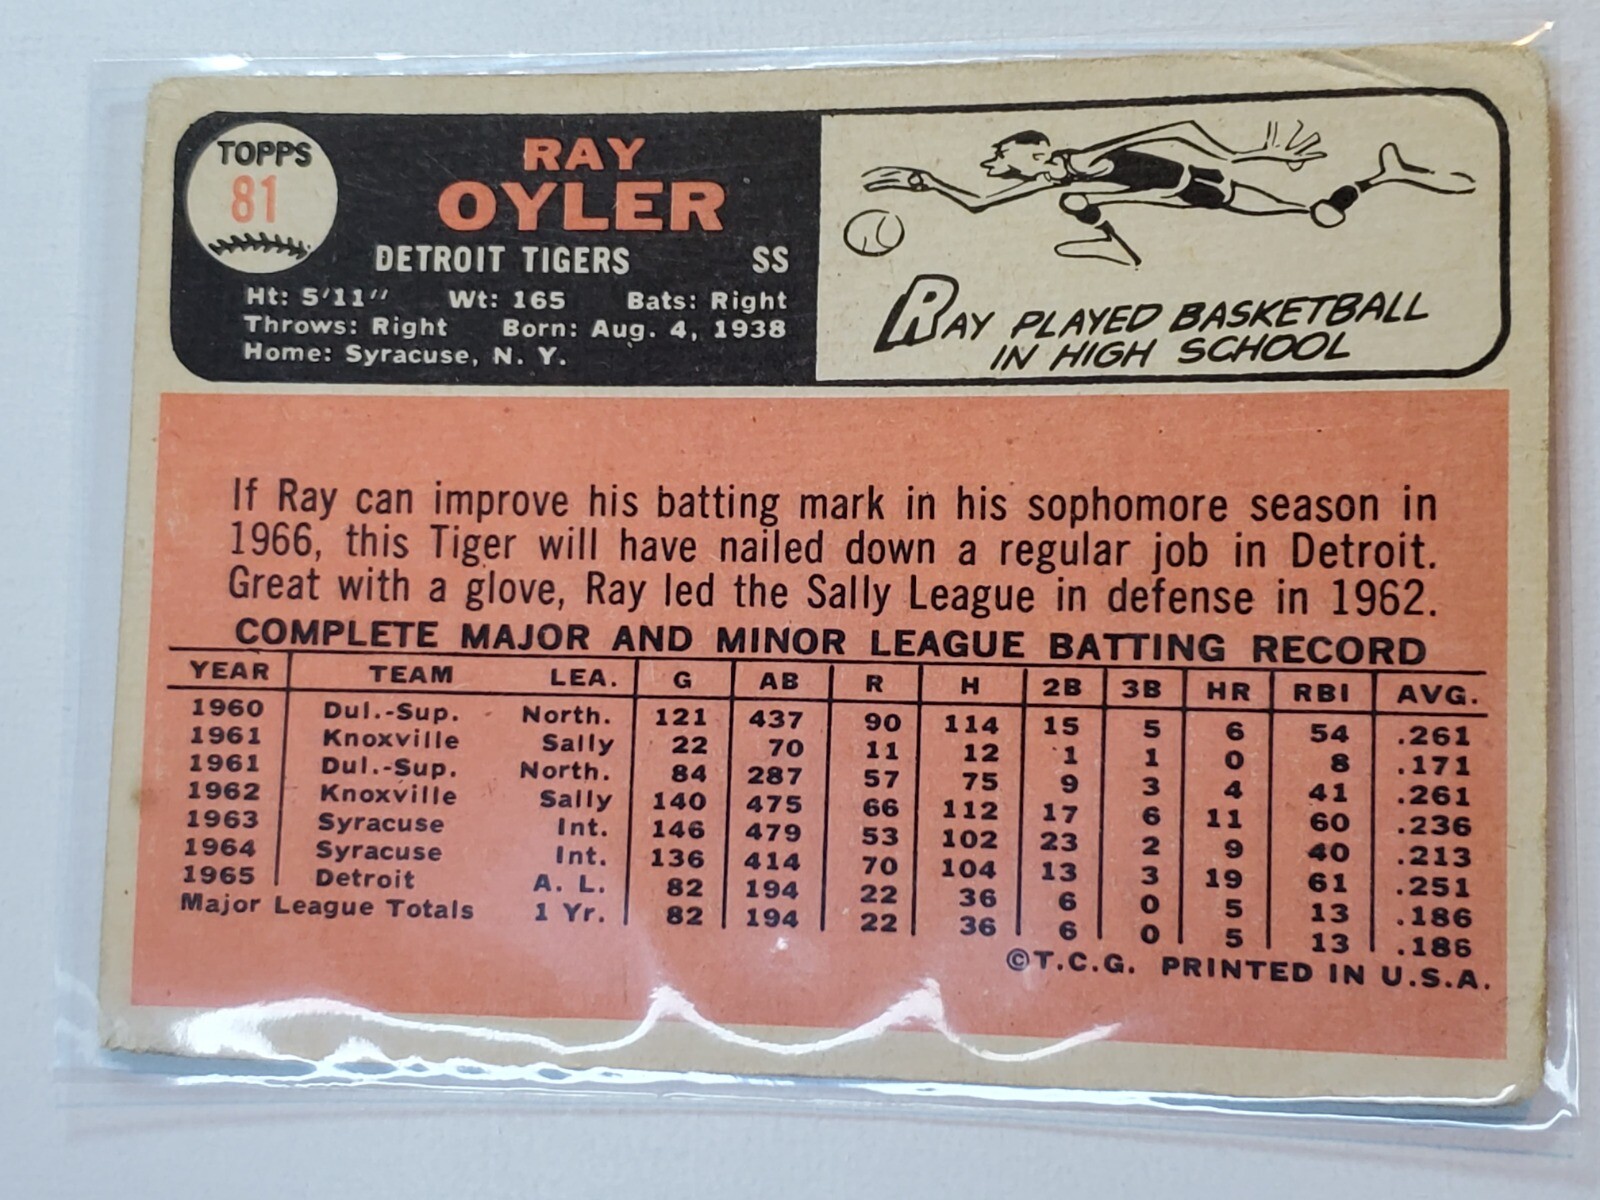 TOPPS
81
RAY
OYLER
DETROIT TIGERS SS
Ht: 5'11" Wt: 165 Bats: Right
Throws: Right Born: Aug. 4, 1938
Home: Syracuse, N. Y.
RAY PLAYED BASKETBALL
IN HIGH SCHOOL
If Ray can improve his batting mark in his sophomore season in
1966, this Tiger will have nailed down a regular job in Detroit.
Great with a glove, Ray led the Sally League in defense in 1962.
COMPLETE MAJOR AND MINOR LEAGUE BATTING RECORD
YEAR TEAM LEA. G AB R H 2B 3B HR RBI AVG.
1960 Dul.-Sup. North. 121 437 90 114 15 5 6 54 .261
1961 Knoxville Sally 22 70 11 12 1 1 0 8 .171
1961 Dul.-Sup. North. 84 287 57 75 9 3 4 41 .261
1962 Knoxville Sally 140 475 66 112 17 6 11 60 .236
1963 Syracuse Int. 146 479 53 102 23 2 9 40 .213
1964 Syracuse Int. 136 414 70 104 13 3 19 61 .251
1965 Detroit A. L. 82 194 22 36 6 0 5 13 .186
Major League Totals 1 Yr. 82 194 22 36 6 0 5 13 .186
©T.C.G. PRINTED IN U.S.A.